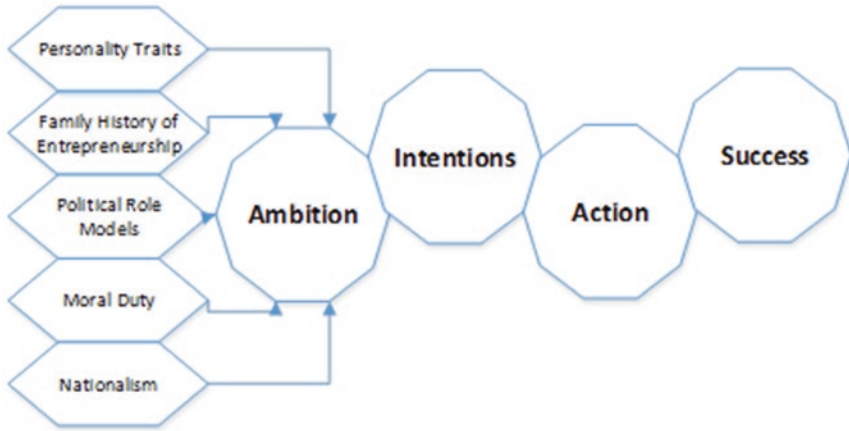 Personality Traits
Family History of
Entrepreneurship
Political Role
Models
Moral Duty
Nationalism
Ambition
Intentions
Action
Success